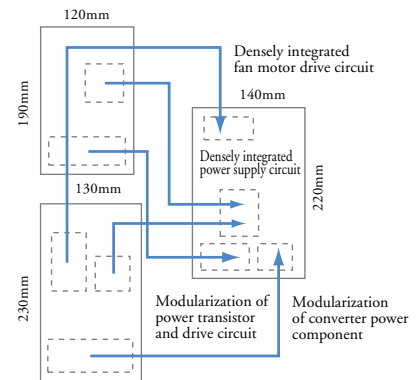 120mm
Densely integrated
fan motor drive circuit
190mm
140mm
Densely integrated
power supply circuit
220mm
130mm
230mm
Modularization of
power transistor
and drive circuit
Modularization
of converter power
component